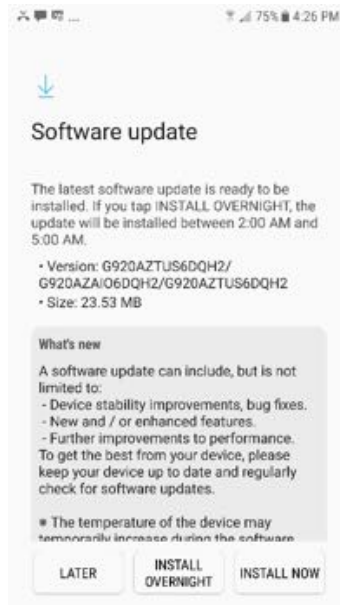 75% 4:26 PM
Software update
The latest software update is ready to be
installed. If you tap INSTALL OVERNIGHT, the
update will be installed between 2:00 AM and
5:00 AM.
• Version: G920AZTUS6DQH2/
G920AZAIO6DQH2/G920AZTUS6DQH2
• Size: 23.53 MB
What's new
A software update can include, but is not
limited to:
- Device stability improvements, bug fixes.
- New and / or enhanced features.
- Further improvements to performance.
To get the best from your device, please
keep your device up to date and regularly
check for software updates.
※ The temperature of the device may
temporarily increase during the software
LATER
INSTALL
OVERNIGHT
INSTALL NOW